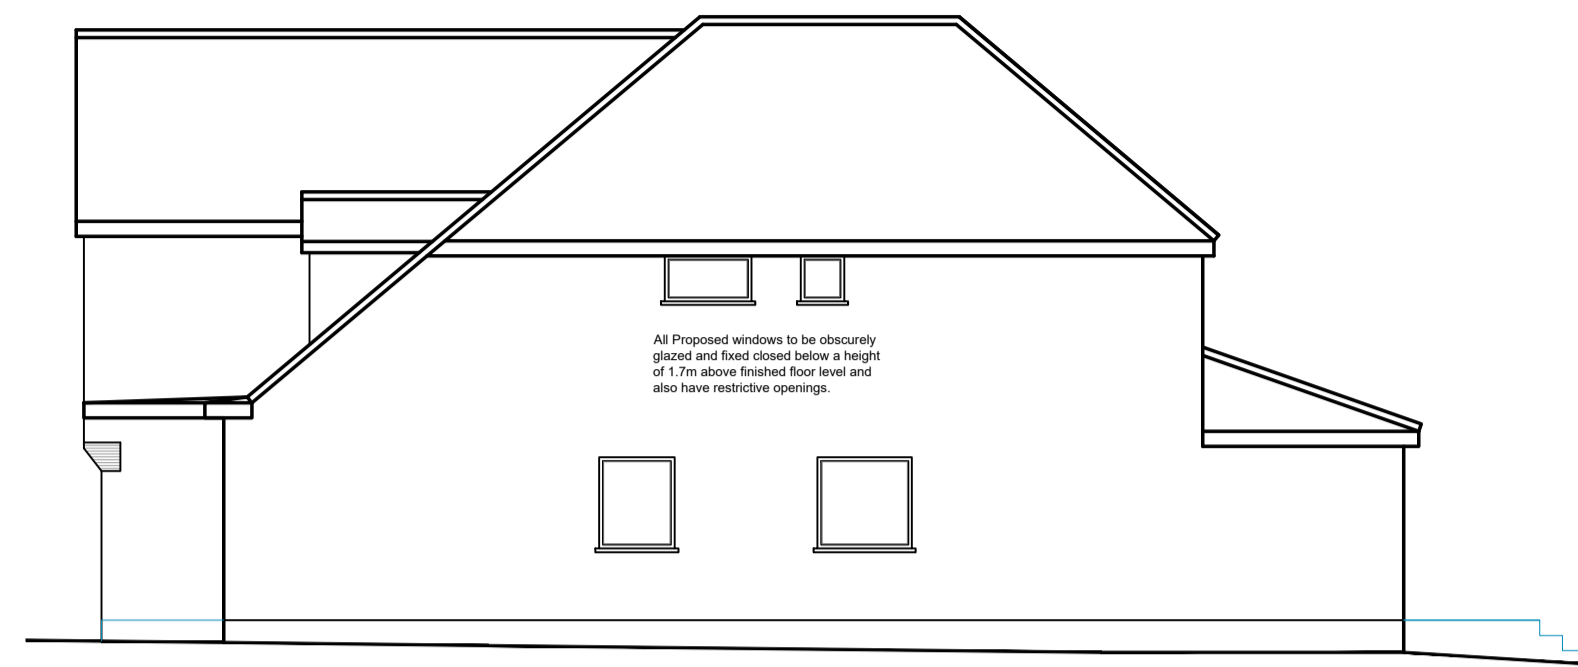 All Proposed windows to be obscurely
glazed and fixed closed below a height
of 1.7m above finished floor level and
also have restrictive openings.